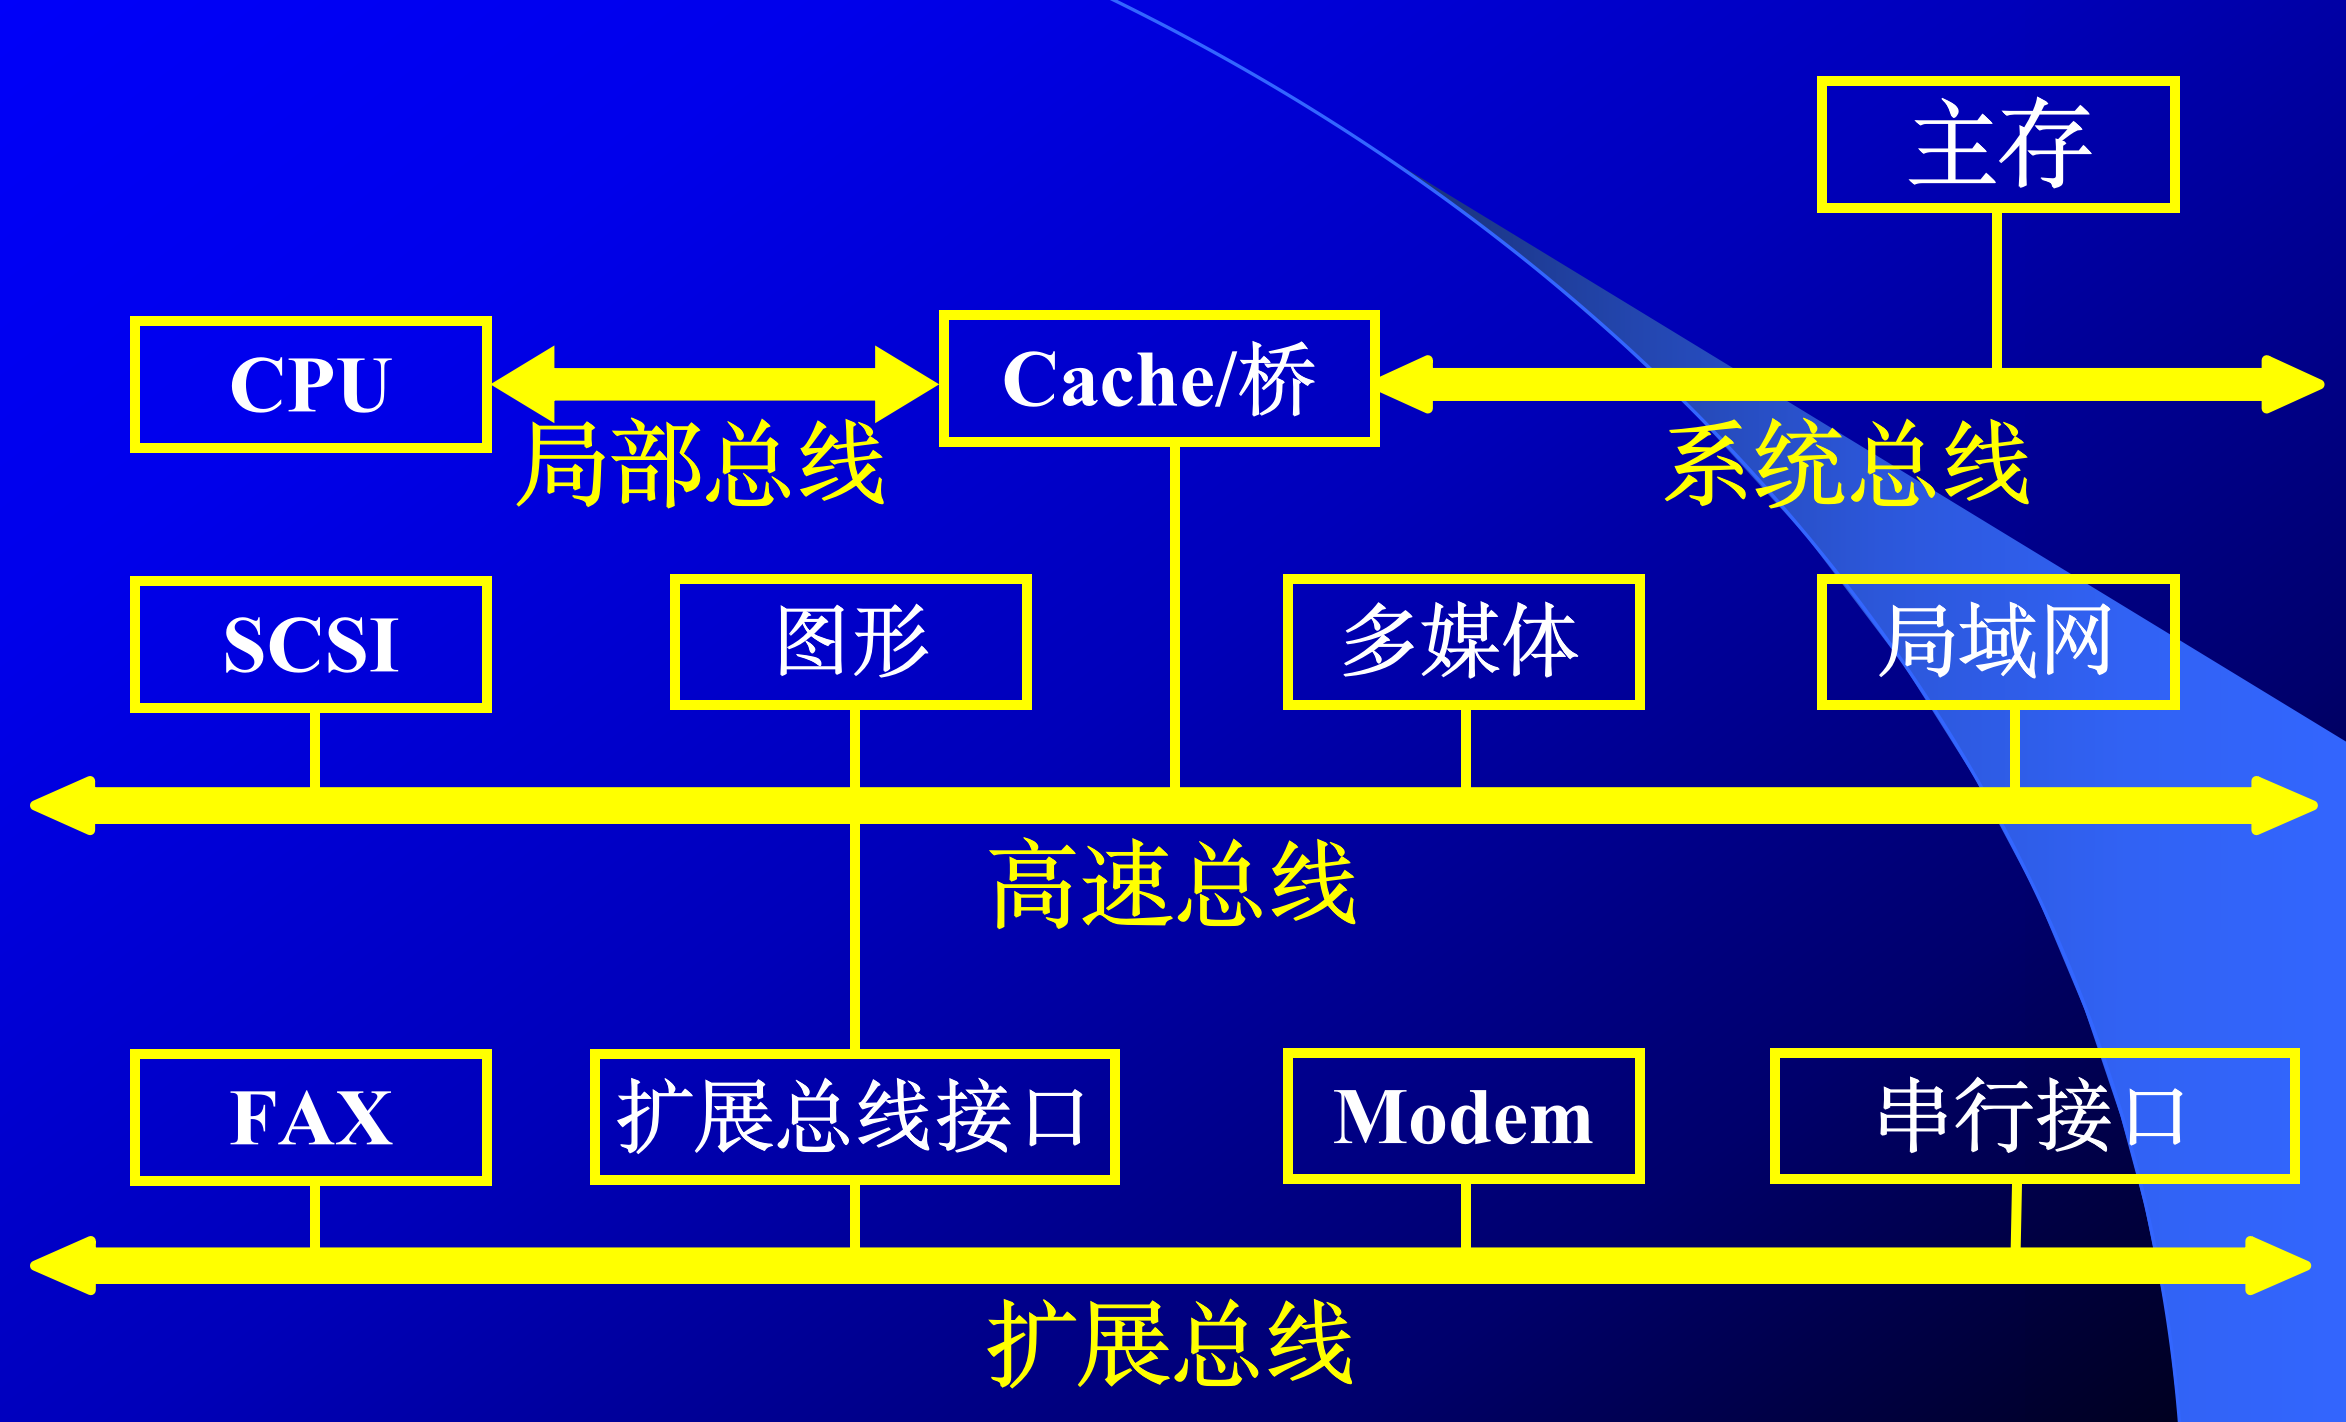 主存
CPU
Cache/桥
局部总线
系统总线
SCSI
图形
多媒体
局域网
高速总线
FAX
扩展总线接口
Modem
串行接口
扩展总线